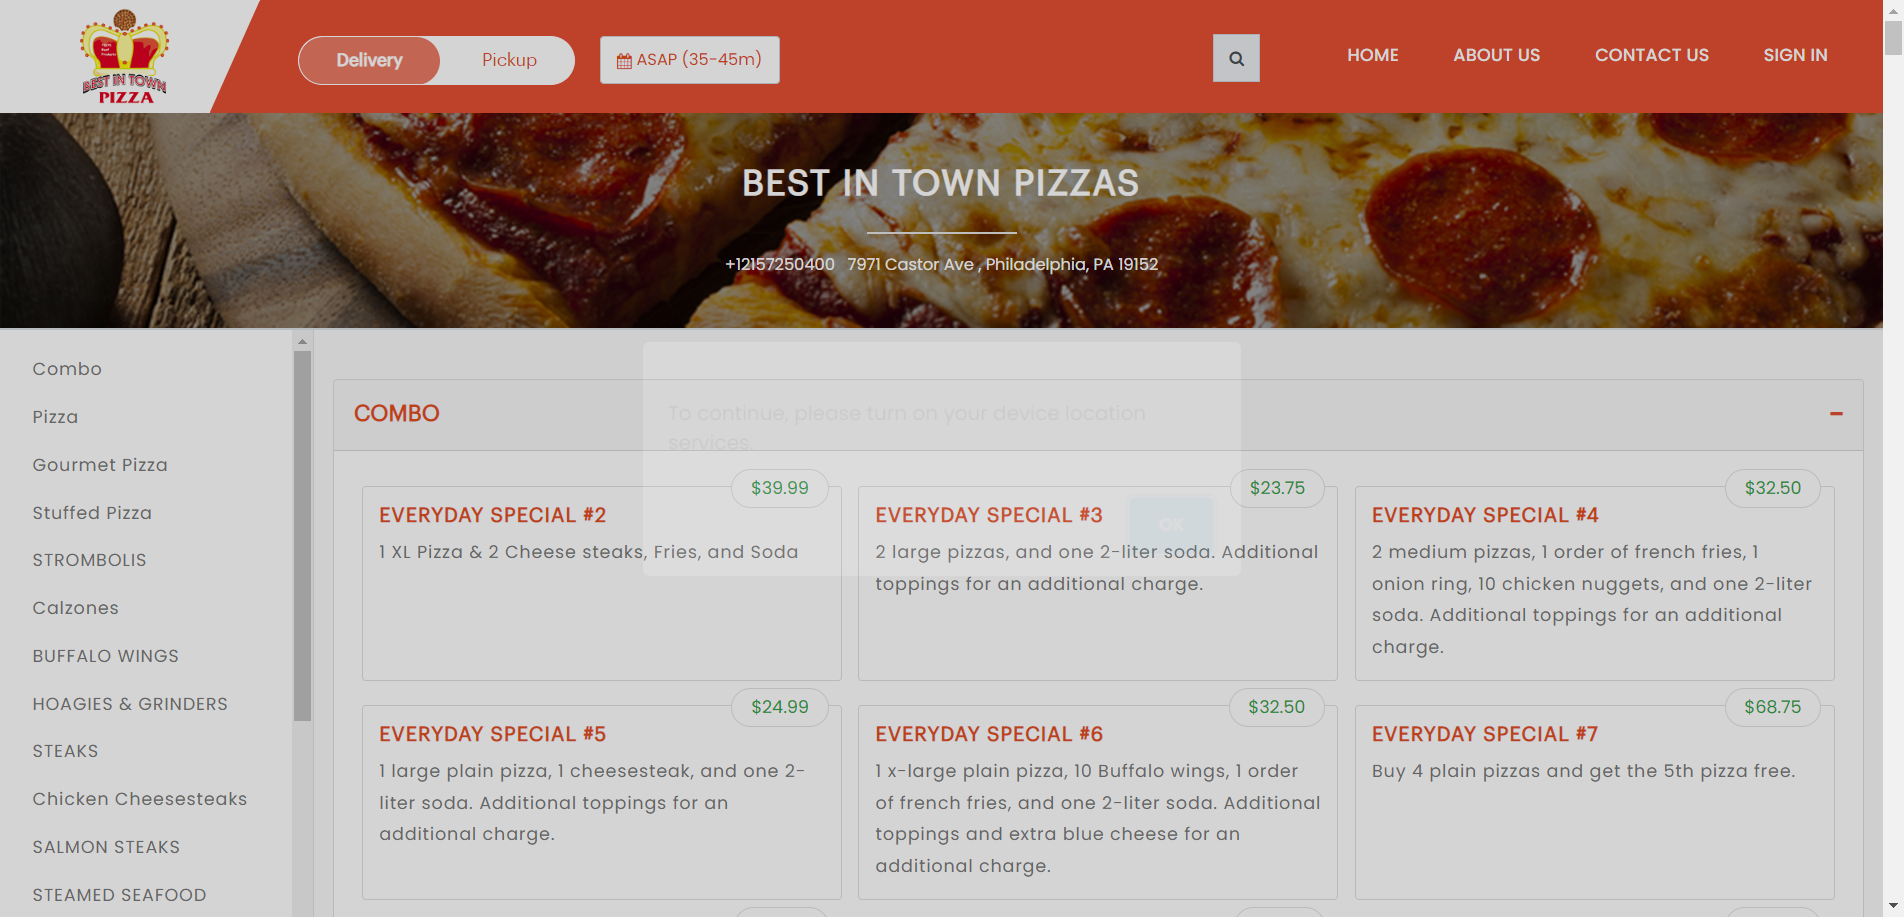 BEST IN TOWN
PIZZA
Delivery
Pickup
ASAP (35-45m)
HOME
ABOUT US
CONTACT US
SIGN IN
BEST IN TOWN PIZZAS
+12157250400 7971 Castor Ave , Philadelphia, PA 19152
Combo
Pizza
Gourmet Pizza
Stuffed Pizza
STROMBOLIS
Calzones
BUFFALO WINGS
HOAGIES & GRINDERS
STEAKS
Chicken Cheesesteaks
SALMON STEAKS
STEAMED SEAFOOD
COMBO
To continue, please turn on your device location
services.
OK
$39.99
EVERYDAY SPECIAL #2
1 XL Pizza & 2 Cheese steaks, Fries, and Soda
$23.75
EVERYDAY SPECIAL #3
2 large pizzas, and one 2-liter soda. Additional
toppings for an additional charge.
$32.50
EVERYDAY SPECIAL #4
2 medium pizzas, 1 order of french fries, 1
onion ring, 10 chicken nuggets, and one 2-liter
soda. Additional toppings for an additional
charge.
$24.99
EVERYDAY SPECIAL #5
1 large plain pizza, 1 cheesesteak, and one 2-
liter soda. Additional toppings for an
additional charge.
$32.50
EVERYDAY SPECIAL #6
1 x-large plain pizza, 10 Buffalo wings, 1 order
of french fries, and one 2-liter soda. Additional
toppings and extra blue cheese for an
additional charge.
$68.75
EVERYDAY SPECIAL #7
Buy 4 plain pizzas and get the 5th pizza free.